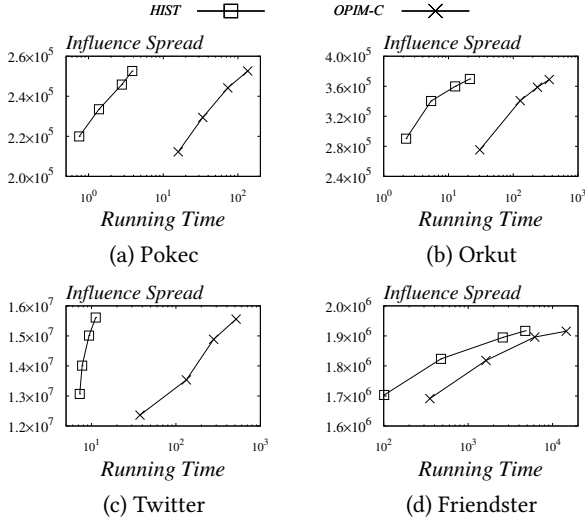 HIST OPIM-C
Influence Spread
2.6×10⁵
2.4×10⁵
2.2×10⁵
2.0×10⁵
10⁰ 10¹ 10²
Running Time
(a) Pokec
Influence Spread
4.0×10⁵
3.6×10⁵
3.2×10⁵
2.8×10⁵
2.4×10⁵
10¹ 10² 10³
Running Time
(b) Orkut
Influence Spread
1.6×10⁷
1.5×10⁷
1.4×10⁷
1.3×10⁷
1.2×10⁷
10¹ 10² 10³
Running Time
(c) Twitter
Influence Spread
2.0×10⁶
1.9×10⁶
1.8×10⁶
1.7×10⁶
1.6×10⁶
10² 10³ 10⁴
Running Time
(d) Friendster